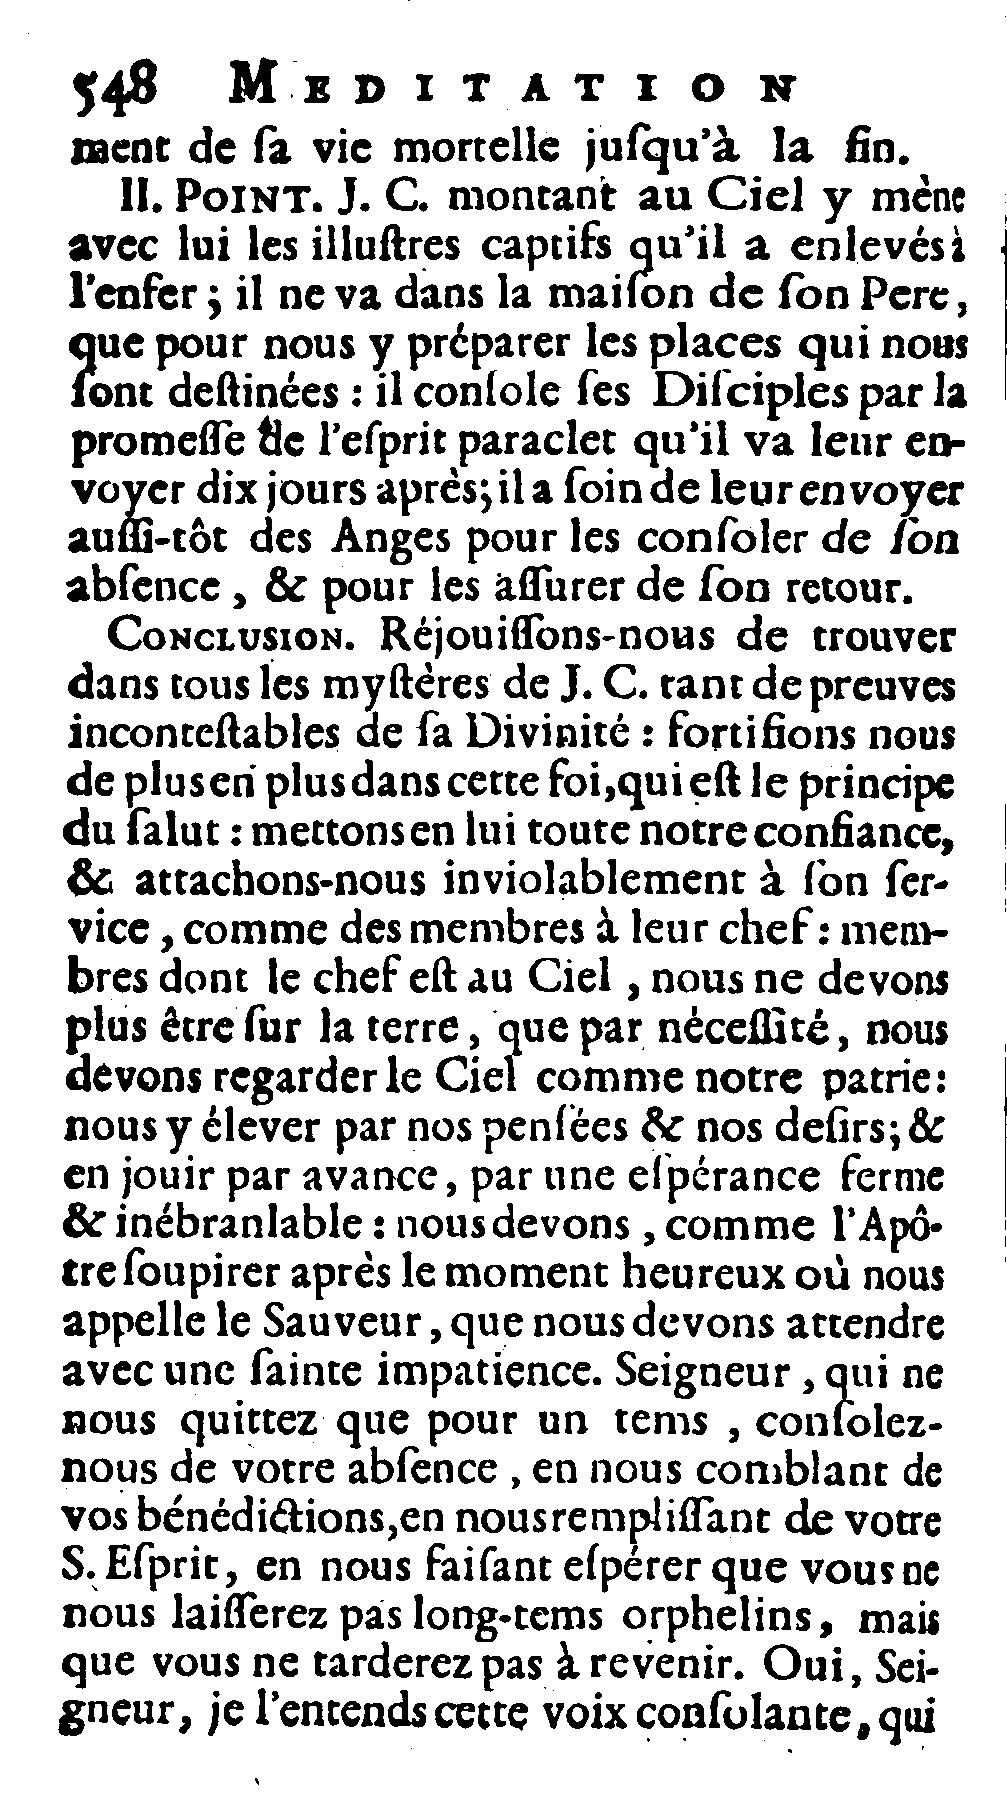 548 MEDITATION
ment de ſa vie mortelle juſqu'à la fin.
II. POINT. J. C. montant au Ciel y mène
avec lui les illuſtres captifs qu'il a enlevés à
l'enfer ; il ne va dans la maiſon de ſon Pere,
que pour nous y préparer les places qui nous
ſont deſtinées : il conſole ſes Diſciples par la
promeſſe de l'eſprit paraclet qu'il va leur en-
voyer dix jours après; il a ſoin de leur envoyer
auſſi-tôt des Anges pour les conſoler de ſon
abſence , & pour les aſſurer de ſon retour.
CONCLUSION. Réjouiſſons-nous de trouver
dans tous les myſtères de J. C. tant de preuves
inconteſtables de ſa Divinité : fortifions nous
de plus en plus dans cette foi, qui eſt le principe
du ſalut : mettons en lui toute notre confiance,
& attachons-nous inviolablement à ſon ſer-
vice , comme des membres à leur chef : mem-
bres dont le chef eſt au Ciel , nous ne devons
plus être ſur la terre, que par néceſſité, nous
devons regarder le Ciel comme notre patrie:
nous y élever par nos penſées & nos deſirs; &
en jouir par avance, par une eſpérance ferme
& inébranlable : nous devons , comme l'Apô-
tre ſoupirer après le moment heureux où nous
appelle le Sauveur, que nous devons attendre
avec une ſainte impatience. Seigneur , qui ne
nous quittez que pour un tems , conſolez-
nous de votre abſence , en nous comblant de
vos bénédictions, en nous rempliſſant de votre
S. Eſprit, en nous faiſant eſpérer que vous ne
nous laiſſerez pas long-tems orphelins, mais
que vous ne tarderez pas à revenir. Oui, Sei-
gneur, je l'entends cette voix conſolante, qui